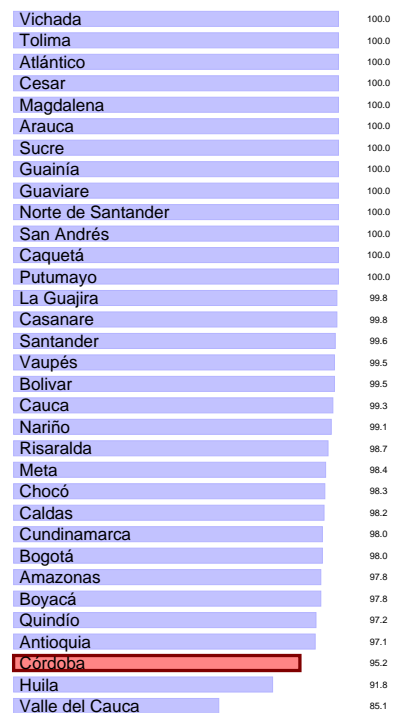 Vichada 100.0
Tolima 100.0
Atlántico 100.0
Cesar 100.0
Magdalena 100.0
Arauca 100.0
Sucre 100.0
Guainía 100.0
Guaviare 100.0
Norte de Santander 100.0
San Andrés 100.0
Caquetá 100.0
Putumayo 100.0
La Guajira 99.8
Casanare 99.8
Santander 99.6
Vaupés 99.5
Bolivar 99.5
Cauca 99.3
Nariño 99.1
Risaralda 98.7
Meta 98.4
Chocó 98.3
Caldas 98.2
Cundinamarca 98.0
Bogotá 98.0
Amazonas 97.8
Boyacá 97.8
Quindío 97.2
Antioquia 97.1
Córdoba 95.2
Huila 91.8
Valle del Cauca 85.1